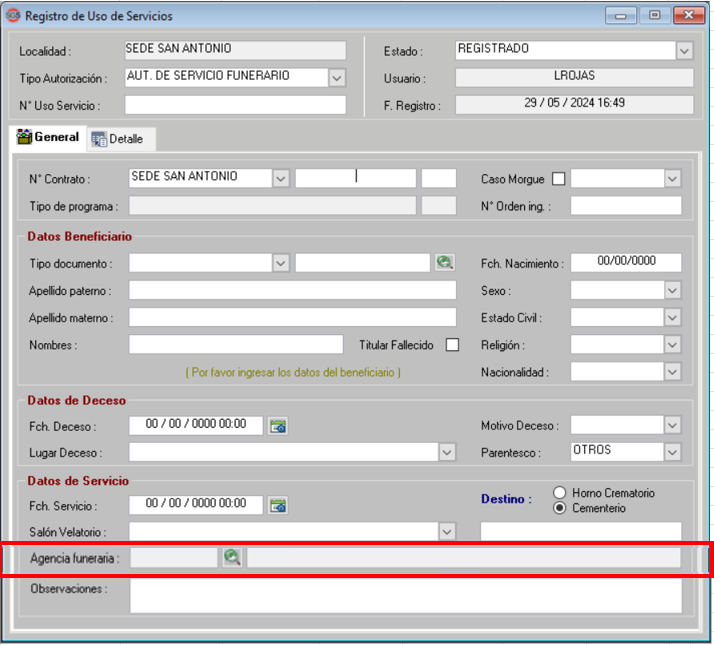 SGS Registro de Uso de Servicios
Localidad : SEDE SAN ANTONIO Estado : REGISTRADO
Tipo Autorización : AUT. DE SERVICIO FUNERARIO Usuario : LROJAS
N° Uso Servicio : F. Registro : 29 / 05 / 2024 16:49
General Detalle
N° Contrato : SEDE SAN ANTONIO Caso Morgue
Tipo de programa : N° Orden ing. :
Datos Beneficiario
Tipo documento : Fch. Nacimiento : 00/00/0000
Apellido paterno : Sexo :
Apellido materno : Estado Civil :
Nombres : Titular Fallecido Religión :
( Por favor ingresar los datos del beneficiario ) Nacionalidad :
Datos de Deceso
Fch. Deceso : 00 / 00 / 0000 00:00 Motivo Deceso :
Lugar Deceso : Parentesco : OTROS
Datos de Servicio
Fch. Servicio : 00 / 00 / 0000 00:00 Destino : Horno Crematorio
Cementerio
Salón Velatorio :
Agencia funeraria :
Observaciones :